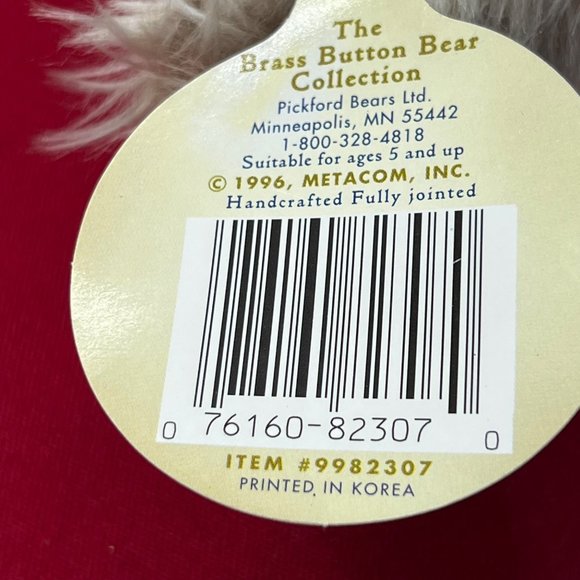 The
Brass Button Bear
Collection
Pickford Bears Ltd.
Minneapolis, MN 55442
1-800-328-4818
Suitable for ages 5 and up
© 1996, METACOM, INC.
Handcrafted Fully jointed
0 76160-82307 0
ITEM #9982307
PRINTED IN KOREA